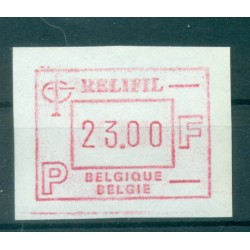 RELIFIL
23.00 F
P
BELGIQUE
BELGIE